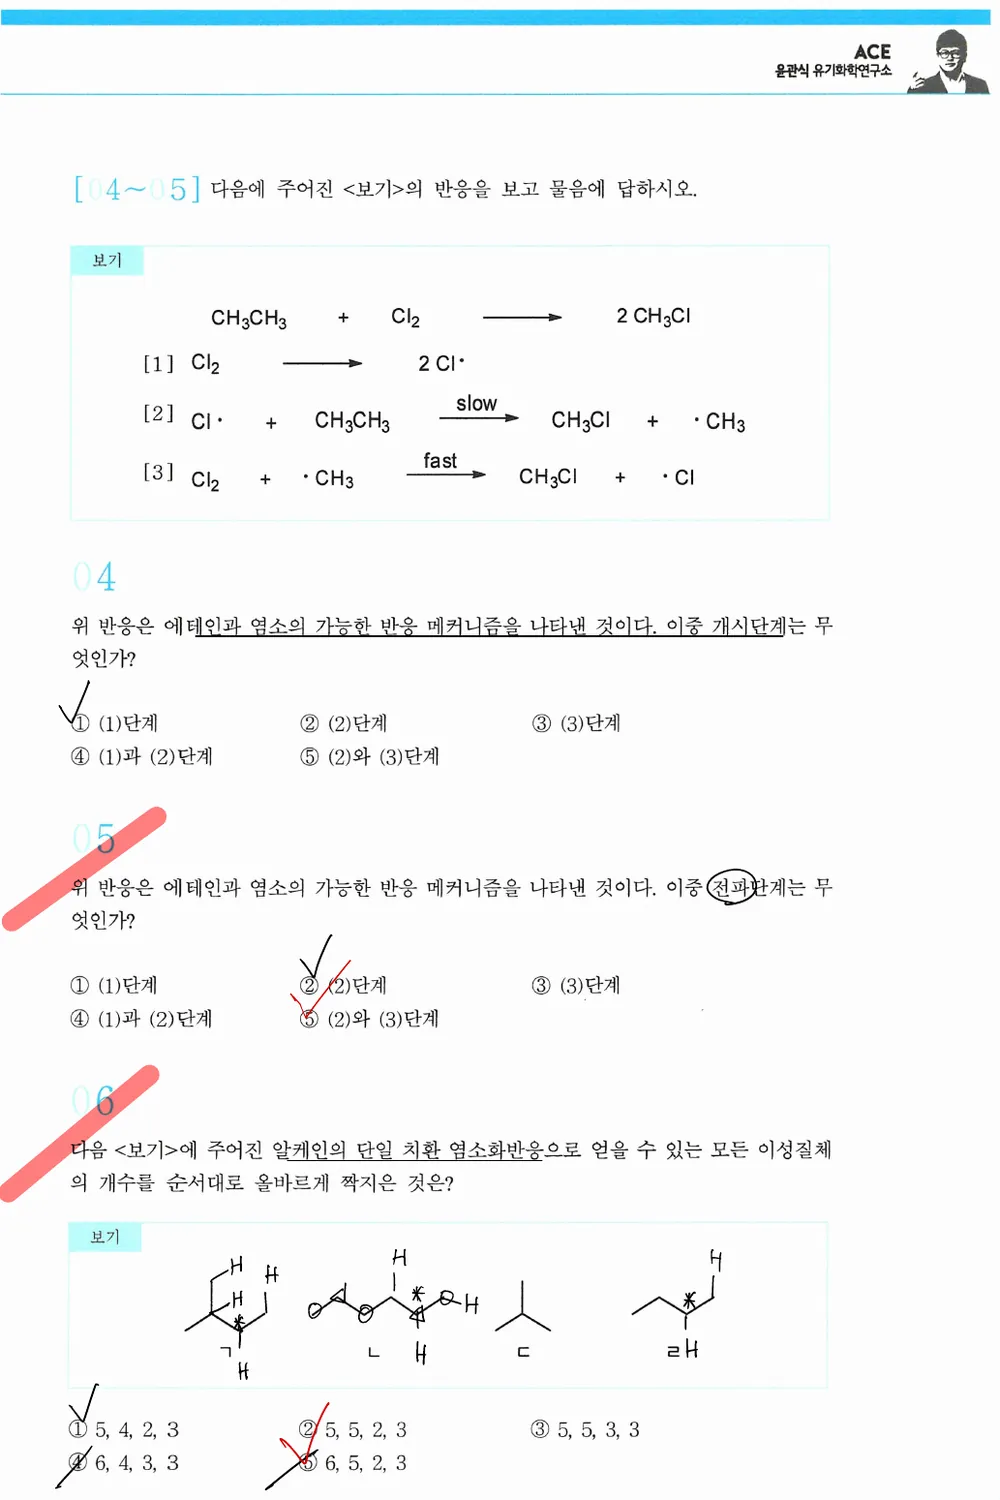 ACE
윤관식 유기화학연구소
[04~05] 다음에 주어진 <보기>의 반응을 보고 물음에 답하시오.
보기
CH₃CH₃ + Cl₂ → 2 CH₃Cl
[1] Cl₂ → 2 Cl•
[2] Cl• + CH₃CH₃ slow → CH₃Cl + •CH₃
[3] Cl₂ + •CH₃ fast → CH₃Cl + •Cl
04
위 반응은 에테인과 염소의 가능한 반응 메커니즘을 나타낸 것이다. 이중 개시단계는 무
엇인가?
① (1)단계 ② (2)단계 ③ (3)단계
④ (1)과 (2)단계 ⑤ (2)와 (3)단계
05
위 반응은 에테인과 염소의 가능한 반응 메커니즘을 나타낸 것이다. 이중 전파단계는 무
엇인가?
① (1)단계 ② (2)단계 ③ (3)단계
④ (1)과 (2)단계 ⑤ (2)와 (3)단계
06
다음 <보기>에 주어진 알케인의 단일 치환 염소화반응으로 얻을 수 있는 모든 이성질체
의 개수를 순서대로 올바르게 짝지은 것은?
보기
H H H H
H * * H *
ㄱ H ㄴ H ㄷ ㄹ H
① 5, 4, 2, 3 ② 5, 5, 2, 3 ③ 5, 5, 3, 3
④ 6, 4, 3, 3 ⑤ 6, 5, 2, 3